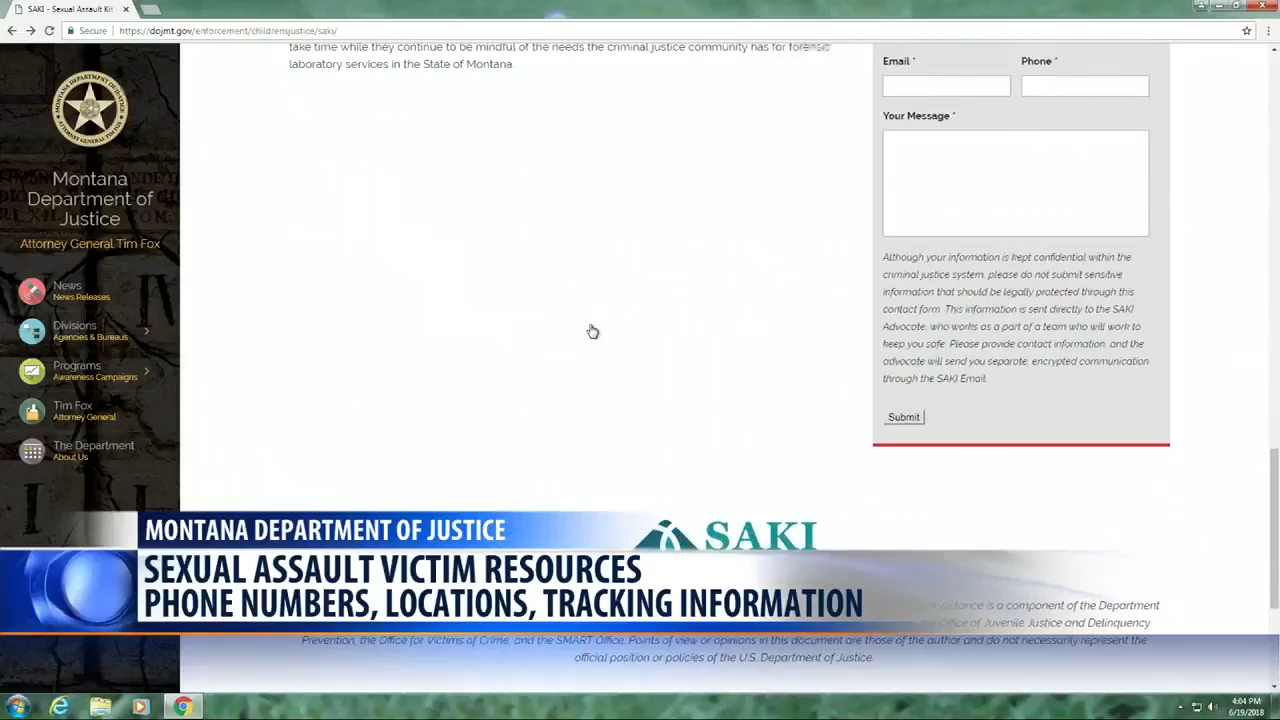 SAKI - Sexual Assault Kit
Secure
https://dojmt.gov/enforcement/childrensjustice/saki/
take time while they continue to be mindful of the needs the criminal justice community has for forensic
laboratory services in the State of Montana.
Email *
Phone *
Your Message *
Although your information is kept confidential within the
criminal justice system, please do not submit sensitive
information that should be legally protected through this
contact form. This information is sent directly to the SAKI
Advocate, who works as a part of a team who will work to
keep you safe. Please provide contact information, and the
advocate will send you separate, encrypted communication
through the SAKI Email.
Submit
MONTANA DEPARTMENT OF JUSTICE
ATTORNEY GENERAL TIM FOX
Montana
Department of
Justice
Attorney General Tim Fox
News
News Releases
Divisions
Agencies & Bureaus
Programs
Awareness Campaigns
Tim Fox
Attorney General
The Department
About Us
SAKI
MONTANA DEPARTMENT OF JUSTICE
SEXUAL ASSAULT VICTIM RESOURCES
PHONE NUMBERS, LOCATIONS, TRACKING INFORMATION
is a component of the Department
Office of Juvenile Justice and Delinquency
Prevention, the Office for Victims of Crime, and the SMART Office. Points of view or opinions in this document are those of the author and do not necessarily represent the
official position or policies of the U.S. Department of Justice.
4:04 PM
6/19/2018